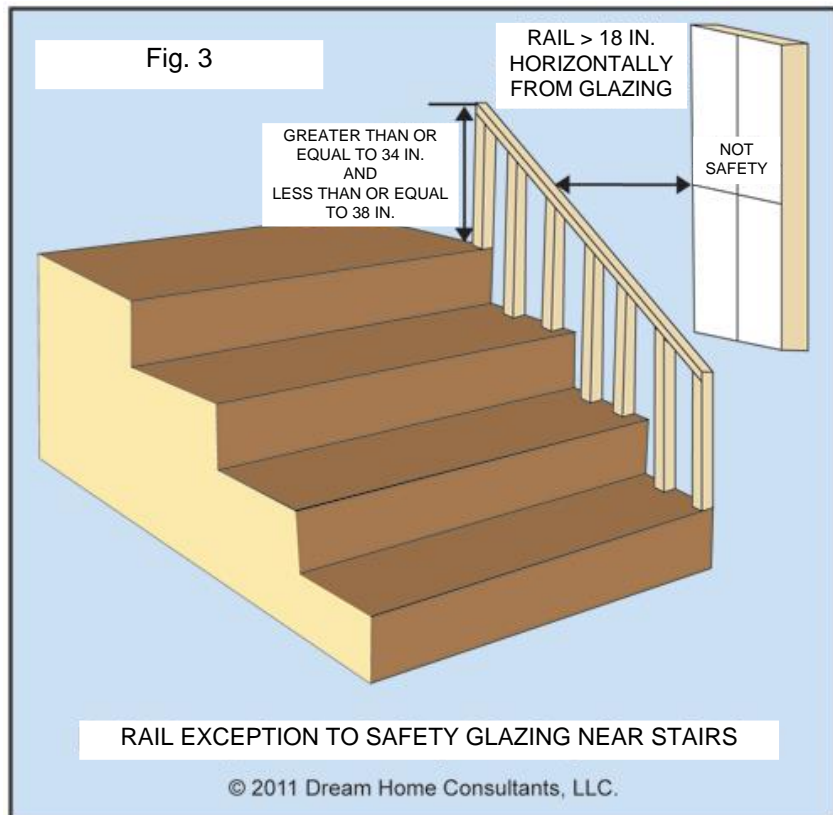 Fig. 3
RAIL > 18 IN.
HORIZONTALLY
FROM GLAZING
GREATER THAN OR
EQUAL TO 34 IN.
AND
LESS THAN OR EQUAL
TO 38 IN.
NOT
SAFETY
RAIL EXCEPTION TO SAFETY GLAZING NEAR STAIRS
© 2011 Dream Home Consultants, LLC.